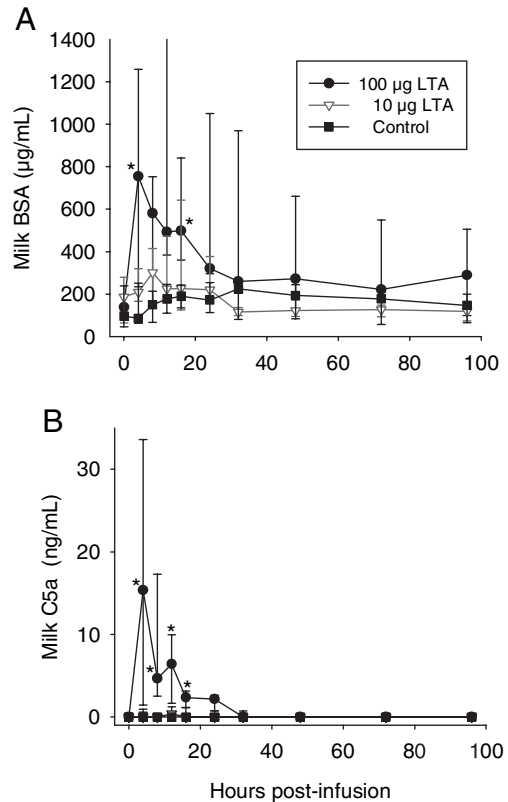 A
1400
1200
1000
800
600
400
200
0
Milk BSA (µg/mL)
100 µg LTA
10 µg LTA
Control
*
*
0 20 40 60 80 100
B
30
20
10
0
Milk C5a (ng/mL)
*
*
*
*
0 20 40 60 80 100
Hours post-infusion